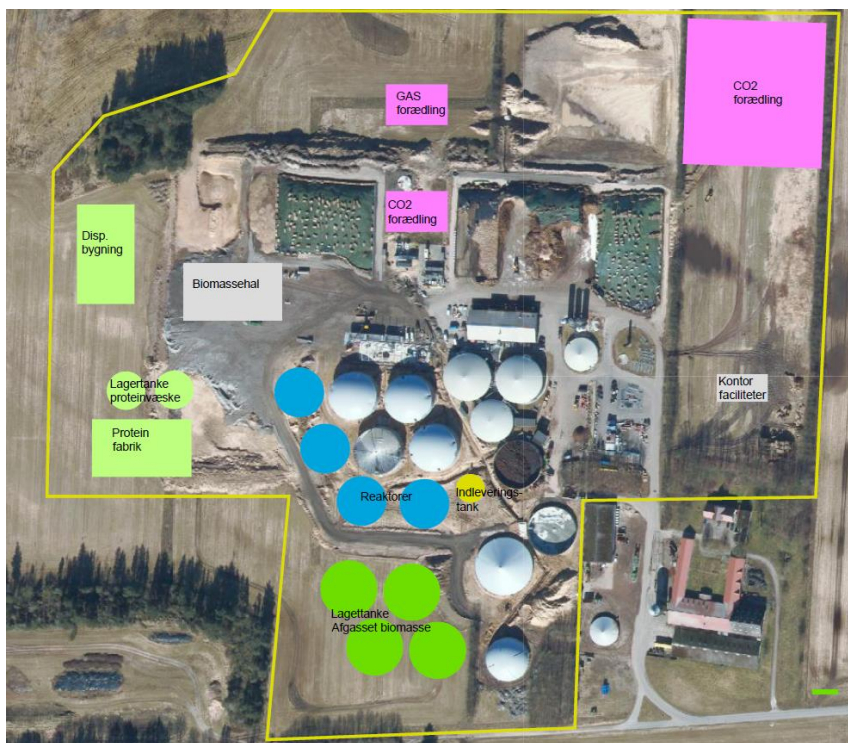 CO2
forædling
GAS
forædling
CO2
forædling
Disp.
bygning
Biomassehal
Lagertanke
proteinvæske
Kontor
faciliteter
Protein
fabrik
Reaktorer
Indleverings-
tank
Lagettanke
Afgasset biomasse